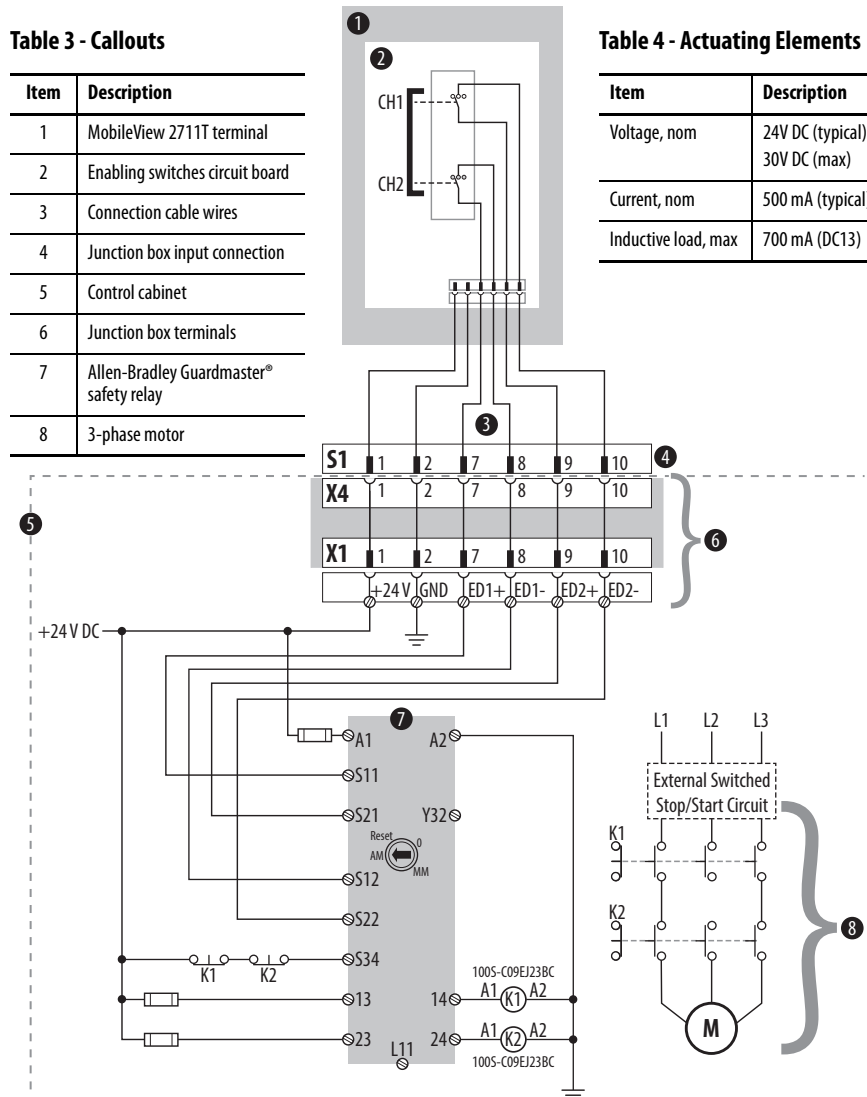 Table 3 - Callouts
Item Description
1 MobileView 2711T terminal
2 Enabling switches circuit board
3 Connection cable wires
4 Junction box input connection
5 Control cabinet
6 Junction box terminals
7 Allen-Bradley Guardmaster®
safety relay
8 3-phase motor
1
2
CH1
CH2
Table 4 - Actuating Elements
Item Description
Voltage, nom 24V DC (typical)
30V DC (max)
Current, nom 500 mA (typical
Inductive load, max 700 mA (DC13)
3
S1 1 2 7 8 9 10 4
X4 1 2 7 8 9 10
5
6
X1 1 2 7 8 9 10
+24 V GND ED1+ ED1- ED2+ ED2-
+24 V DC
7
A1 A2
S11
S21 Y32
Reset 0
AM MM
S12
S22
S34
K1 K2
13 14
100S-C09EJ23BC
A1 K1 A2
23 24
A1 K2 A2
100S-C09EJ23BC
L11
L1 L2 L3
External Switched
Stop/Start Circuit
K1
K2
8
M